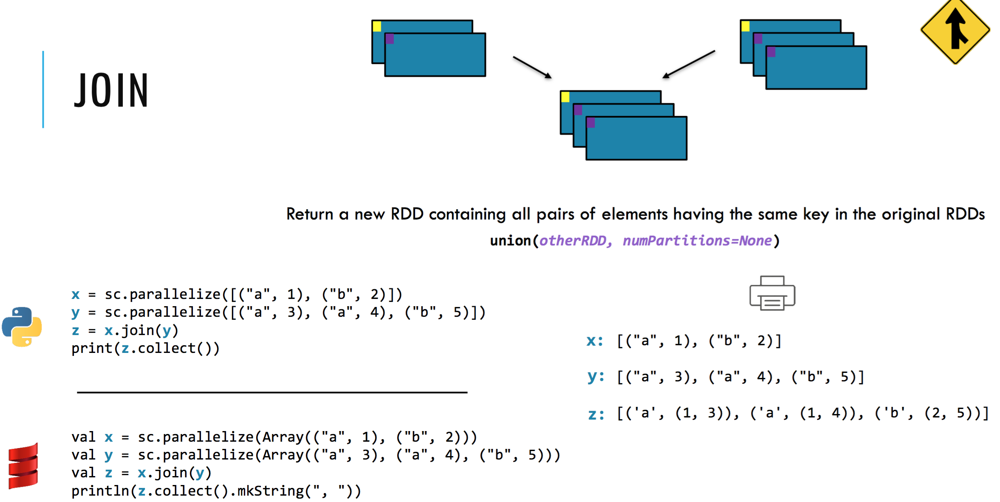 JOIN
Return a new RDD containing all pairs of elements having the same key in the original RDDs
union(otherRDD, numPartitions=None)
x = sc.parallelize([("a", 1), ("b", 2)])
y = sc.parallelize([("a", 3), ("a", 4), ("b", 5)])
z = x.join(y)
print(z.collect())
x: [("a", 1), ("b", 2)]
y: [("a", 3), ("a", 4), ("b", 5)]
z: [('a', (1, 3)), ('a', (1, 4)), ('b', (2, 5))]
val x = sc.parallelize(Array(("a", 1), ("b", 2)))
val y = sc.parallelize(Array(("a", 3), ("a", 4), ("b", 5)))
val z = x.join(y)
println(z.collect().mkString(", "))